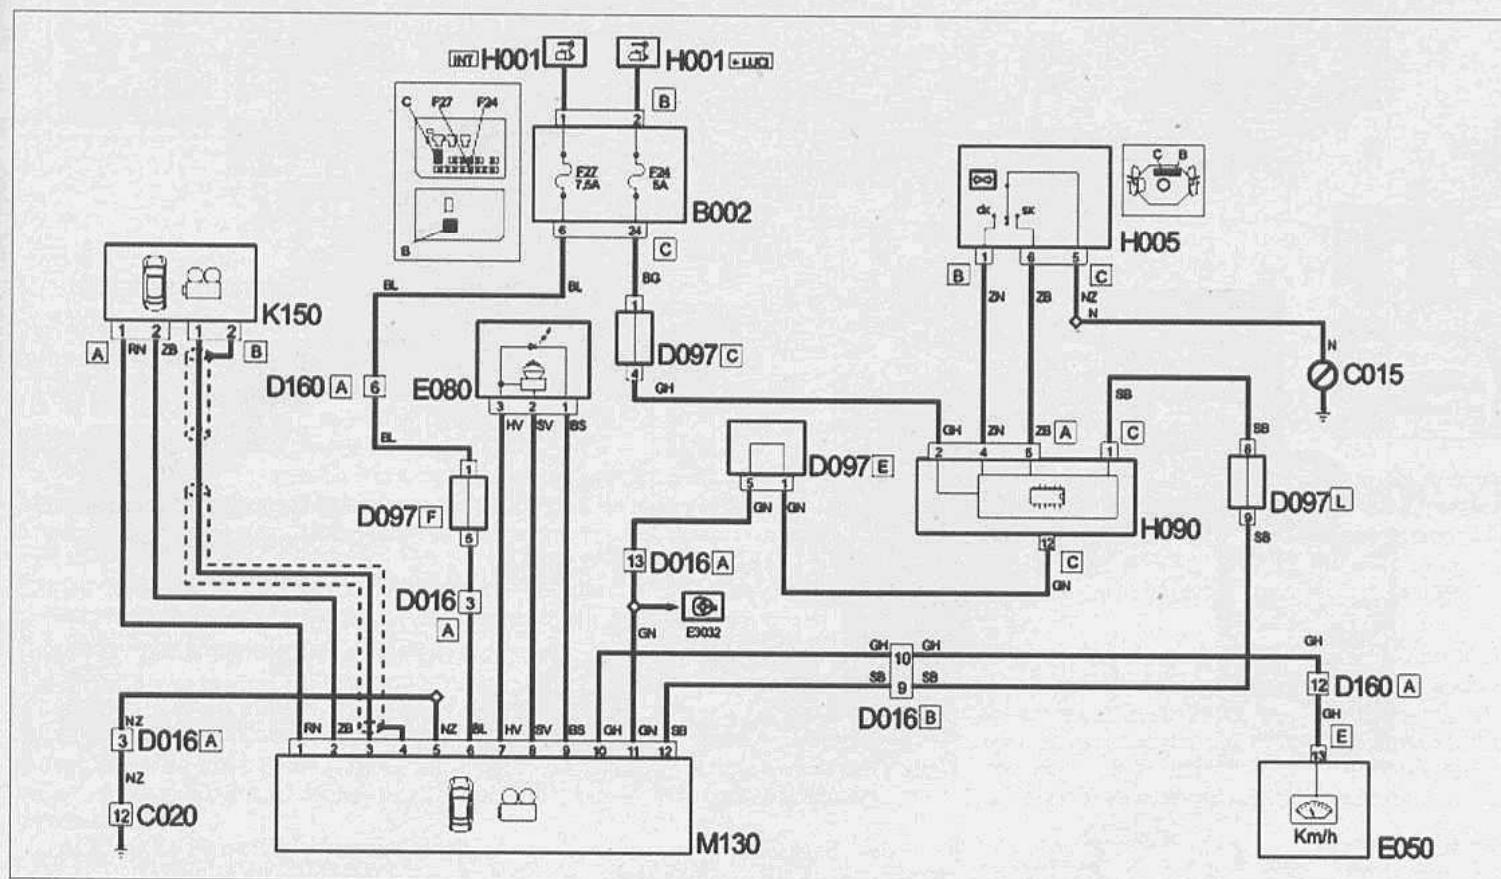 INT H001
H001 + LUCI
B
1 2
C F27 F24
F27 7,5A
F24 5A
B002
6 24
C
B
BL BL
BG
K150
1 2 1 2
A RN ZB B
D160 A 6
BL
E080
3 2 1
HV SV BS
1
D097 C
4
GH
C B
dx sx
H005
1 6 5
B C
ZN ZB NZ
N
N
C015
SB
GH ZN ZB A C
2 4 5 1
SB
6
D097 L
9
SB
H090
12
C
GN
D097 E
5 1
GN GN
1
D097 F
6
D016 3
A
13 D016 A
E3032
GN
GH 10 GH
SB 9 SB
D016 B
GH
12 D160 A
GH
E
13
Km/h
E050
NZ
3 D016 A
NZ
12 C020
RN ZB NZ BL HV SV BS GH GN SB
1 2 3 4 5 6 7 8 9 10 11 12
M130